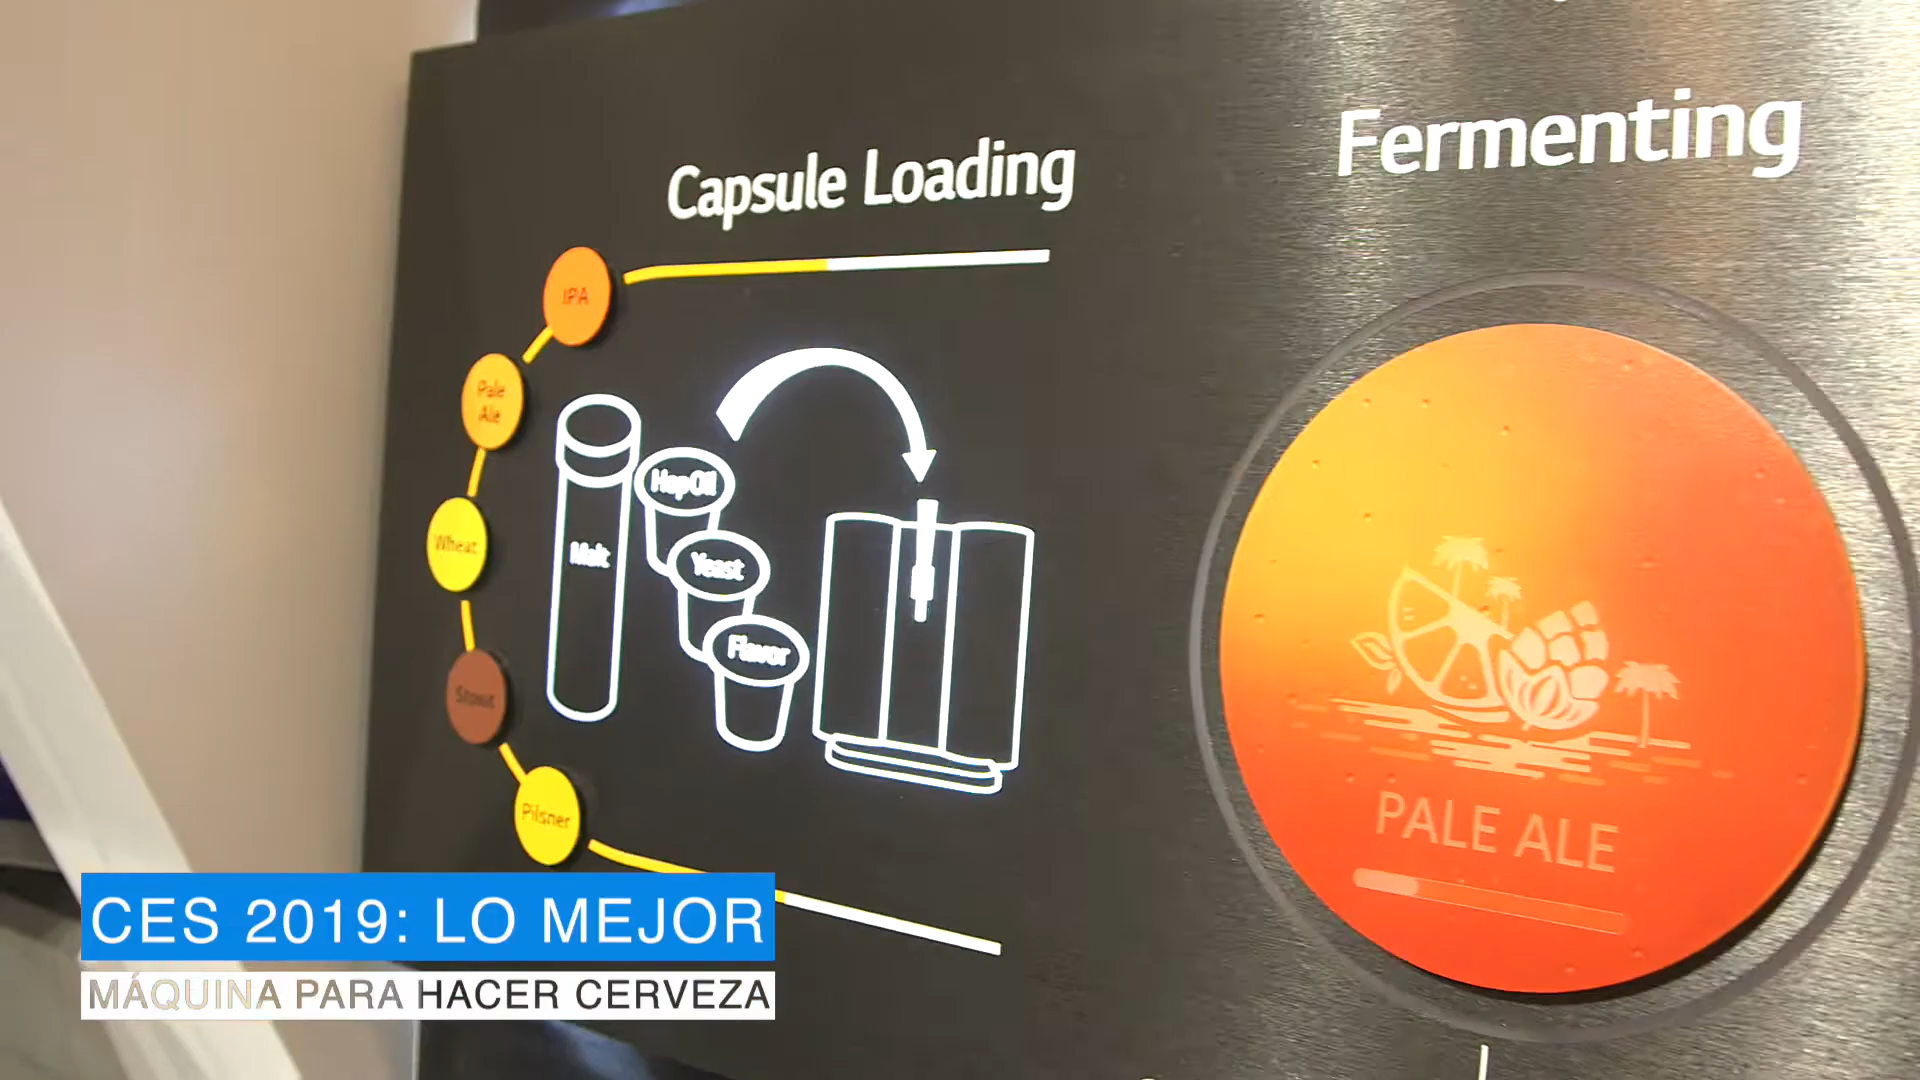 Capsule Loading
Fermenting
IPA
Pale
Ale
Wheat
Stout
Pilsner
Malt
HopOil
Yeast
Flavor
PALE ALE
CES 2019: LO MEJOR
MÁQUINA PARA HACER CERVEZA